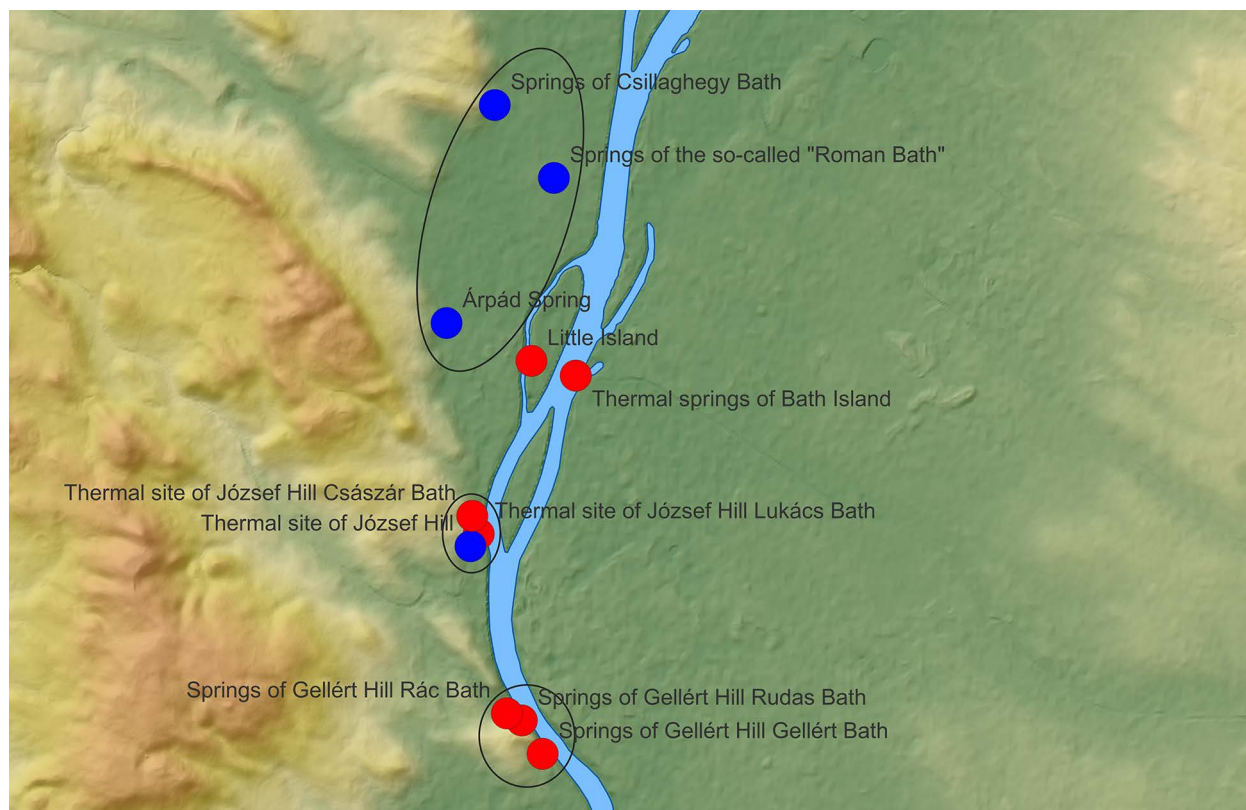 Springs of Csillaghegy Bath
Springs of the so-called "Roman Bath"
Árpád Spring
Little Island
Thermal springs of Bath Island
Thermal site of József Hill Császár Bath
Thermal site of József Hill Lukács Bath
Thermal site of József Hill
Springs of Gellért Hill Rác Bath
Springs of Gellért Hill Rudas Bath
Springs of Gellért Hill Gellért Bath